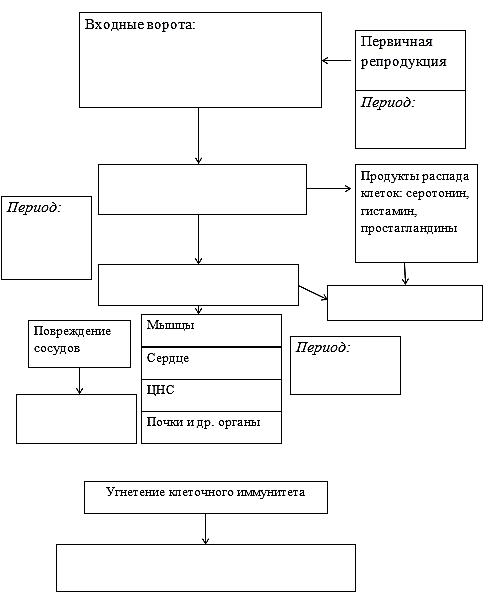 Входные ворота:
Первичная
репродукция
Период:
Продукты распада
клеток: серотонин,
гистамин,
простагландины
Период:
Повреждение
сосудов
Мышцы
Сердце
ЦНС
Почки и др. органы
Период:
Угнетение клеточного иммунитета